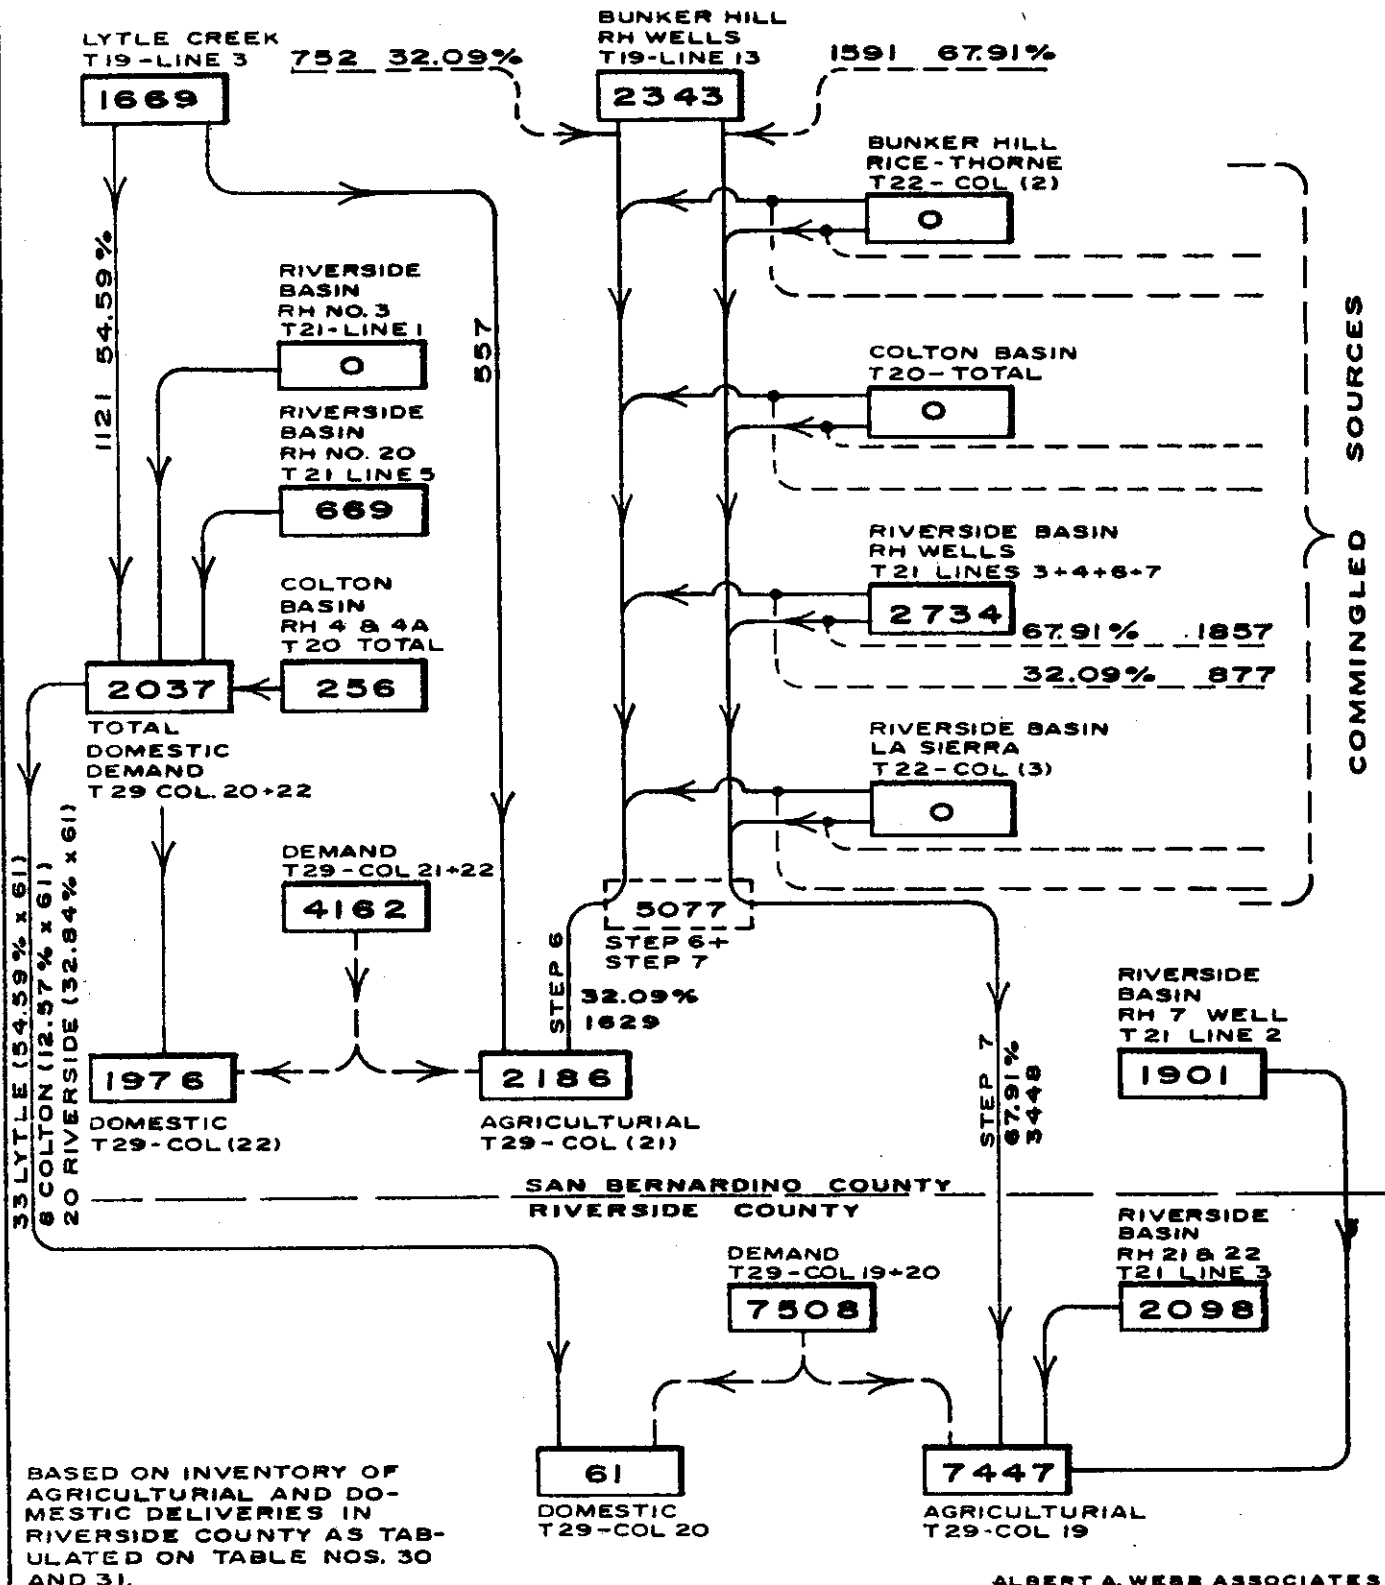 LYTLE CREEK
T19-LINE 3
1669
752 32.09%
BUNKER HILL
RH WELLS
T19-LINE 13
2343
1591 67.91%
BUNKER HILL
RICE-THORNE
T22-COL (2)
0
1121 54.59%
557
RIVERSIDE
BASIN
RH NO. 3
T21-LINE 1
0
RIVERSIDE
BASIN
RH NO. 20
T21 LINE 5
669
COLTON
BASIN
RH 4 & 4A
T20 TOTAL
256
2037
TOTAL
DOMESTIC
DEMAND
T29 COL. 20+22
COLTON BASIN
T20-TOTAL
0
RIVERSIDE BASIN
RH WELLS
T21 LINES 3+4+6+7
2734
67.91% 1857
32.09% 877
RIVERSIDE BASIN
LA SIERRA
T22-COL (3)
0
COMMINGLED SOURCES
DEMAND
T29-COL 21+22
4162
5077
STEP 6+
STEP 7
STEP 6
32.09%
1629
1976
DOMESTIC
T29-COL (22)
2186
AGRICULTURIAL
T29-COL (21)
STEP 7
67.91%
3448
RIVERSIDE
BASIN
RH 7 WELL
T21 LINE 2
1901
33 LYTLE (54.59% x 61)
8 COLTON (12.57% x 61)
20 RIVERSIDE (32.84% x 61)
SAN BERNARDINO COUNTY
RIVERSIDE COUNTY
DEMAND
T29-COL 19+20
7508
RIVERSIDE
BASIN
RH 21 & 22
T21 LINE 3
2098
61
DOMESTIC
T29-COL 20
7447
AGRICULTURIAL
T29-COL 19
BASED ON INVENTORY OF
AGRICULTURIAL AND DO-
MESTIC DELIVERIES IN
RIVERSIDE COUNTY AS TAB-
ULATED ON TABLE NOS. 30
AND 31.
ALBERT A. WEBB ASSOCIATES